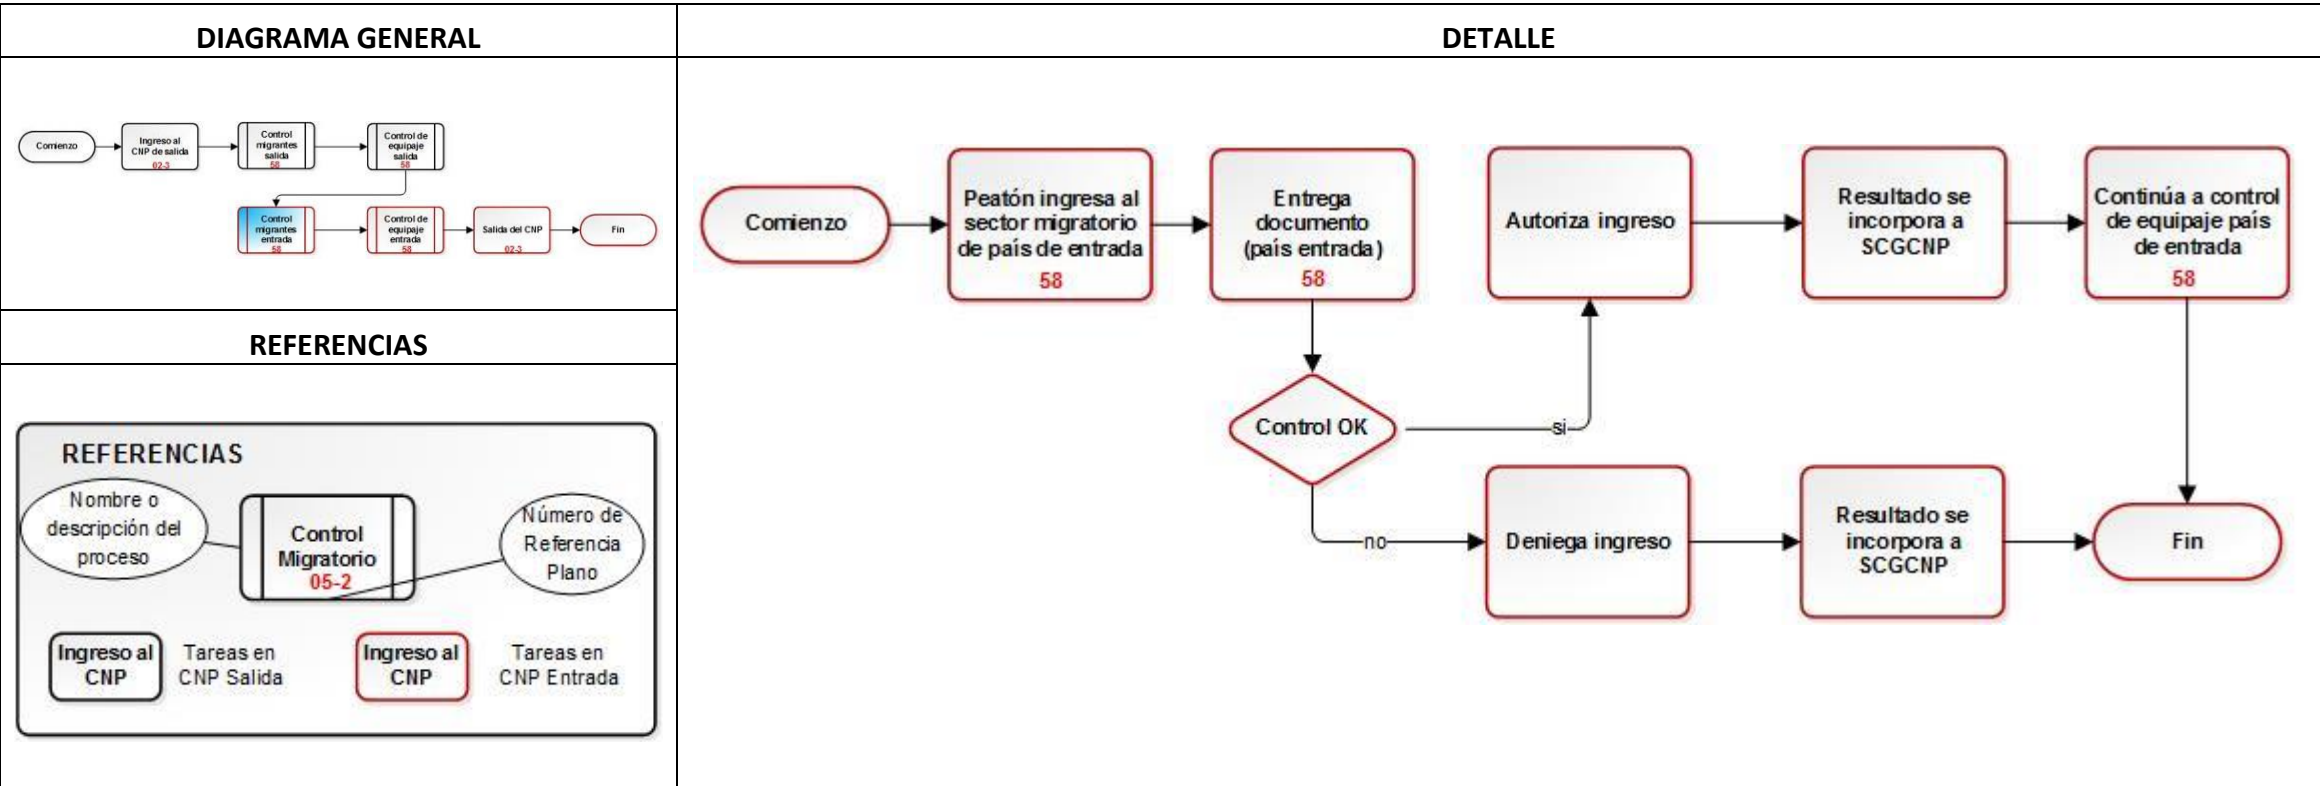 DIAGRAMA GENERAL
Comienzo
Ingreso al
CNP de salida
02-3
Control
migrantes
salida
58
Control de
equipaje
salida
58
Control
migrantes
entrada
58
Control de
equipaje
entrada
58
Salida del CNP
02-3
Fin
REFERENCIAS
REFERENCIAS
Nombre o
descripción del
proceso
Control
Migratorio
05-2
Número de
Referencia
Plano
Ingreso al
CNP
Tareas en
CNP Salida
Ingreso al
CNP
Tareas en
CNP Entrada
DETALLE
Comienzo
Peatón ingresa al
sector migratorio
de país de entrada
58
Entrega
documento
(país entrada)
58
Control OK
si
Autoriza ingreso
Resultado se
incorpora a
SCGCNP
Continúa a control
de equipaje país
de entrada
58
no
Deniega ingreso
Resultado se
incorpora a
SCGCNP
Fin